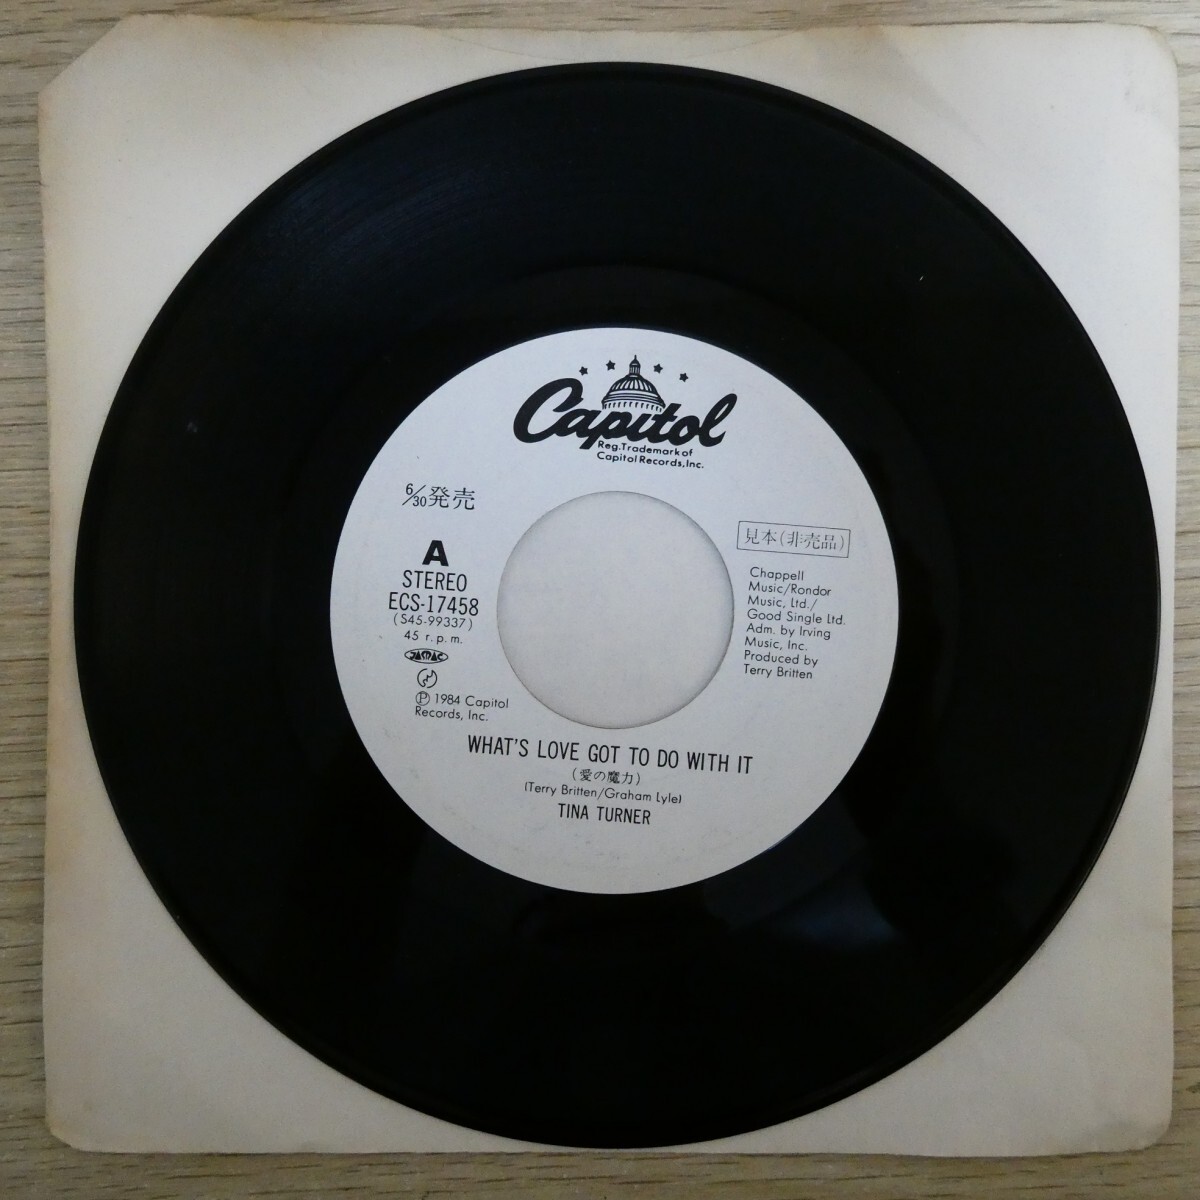 Capitol
Reg.Trademark of
Capitol Records,Inc.
6/30発売
見本(非売品)
A
STEREO
ECS-17458
(S45-99337)
45 r.p.m.
JASRAC
Ⓟ 1984 Capitol
Records, Inc.
Chappell
Music/Rondor
Music, Ltd./
Good Single Ltd.
Adm. by Irving
Music, Inc.
Produced by
Terry Britten
WHAT'S LOVE GOT TO DO WITH IT
(愛の魔力)
(Terry Britten/Graham Lyle)
TINA TURNER